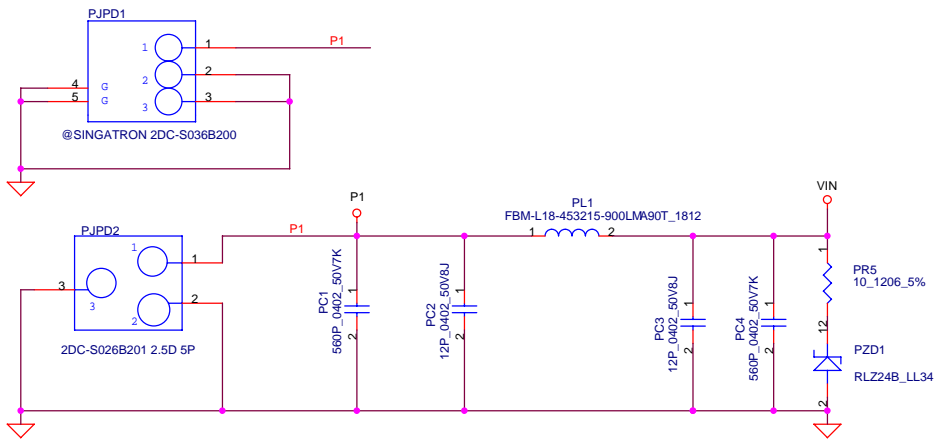 PJPD1
1
1
P1
2
2
4
G
5
G
3
3
@SINGATRON 2DC-S036B200
VIN
P1
PL1
FBM-L18-453215-900LMA90T_1812
PJPD2
P1
1
2
1
1
3
3
2
2
2DC-S026B201 2.5D 5P
PC1
560P_0402_50V7K
1
2
PC2
12P_0402_50V8J
1
2
PC3
12P_0402_50V8J
1
2
PC4
560P_0402_50V7K
1
2
1
PR5
10_1206_5%
12
PZD1
RLZ24B_LL34
2